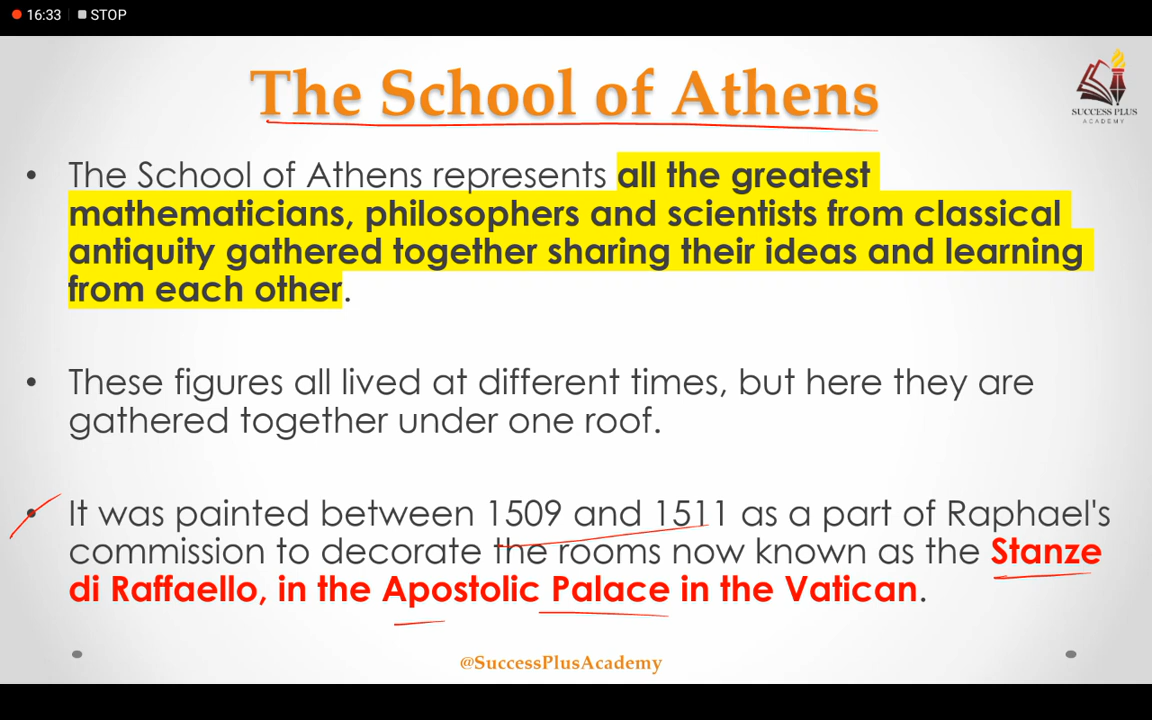 16:33 STOP
The School of Athens
SUCCESS PLUS
ACADEMY
• The School of Athens represents all the greatest
mathematicians, philosophers and scientists from classical
antiquity gathered together sharing their ideas and learning
from each other.
• These figures all lived at different times, but here they are
gathered together under one roof.
• It was painted between 1509 and 1511 as a part of Raphael's
commission to decorate the rooms now known as the Stanze
di Raffaello, in the Apostolic Palace in the Vatican.
@SuccessPlusAcademy